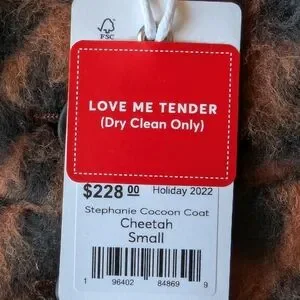 FSC
LOVE ME TENDER
(Dry Clean Only)
$228 00 Holiday 2022
Stephanie Cocoon Coat
Cheetah
Small
1 96402 84869 9